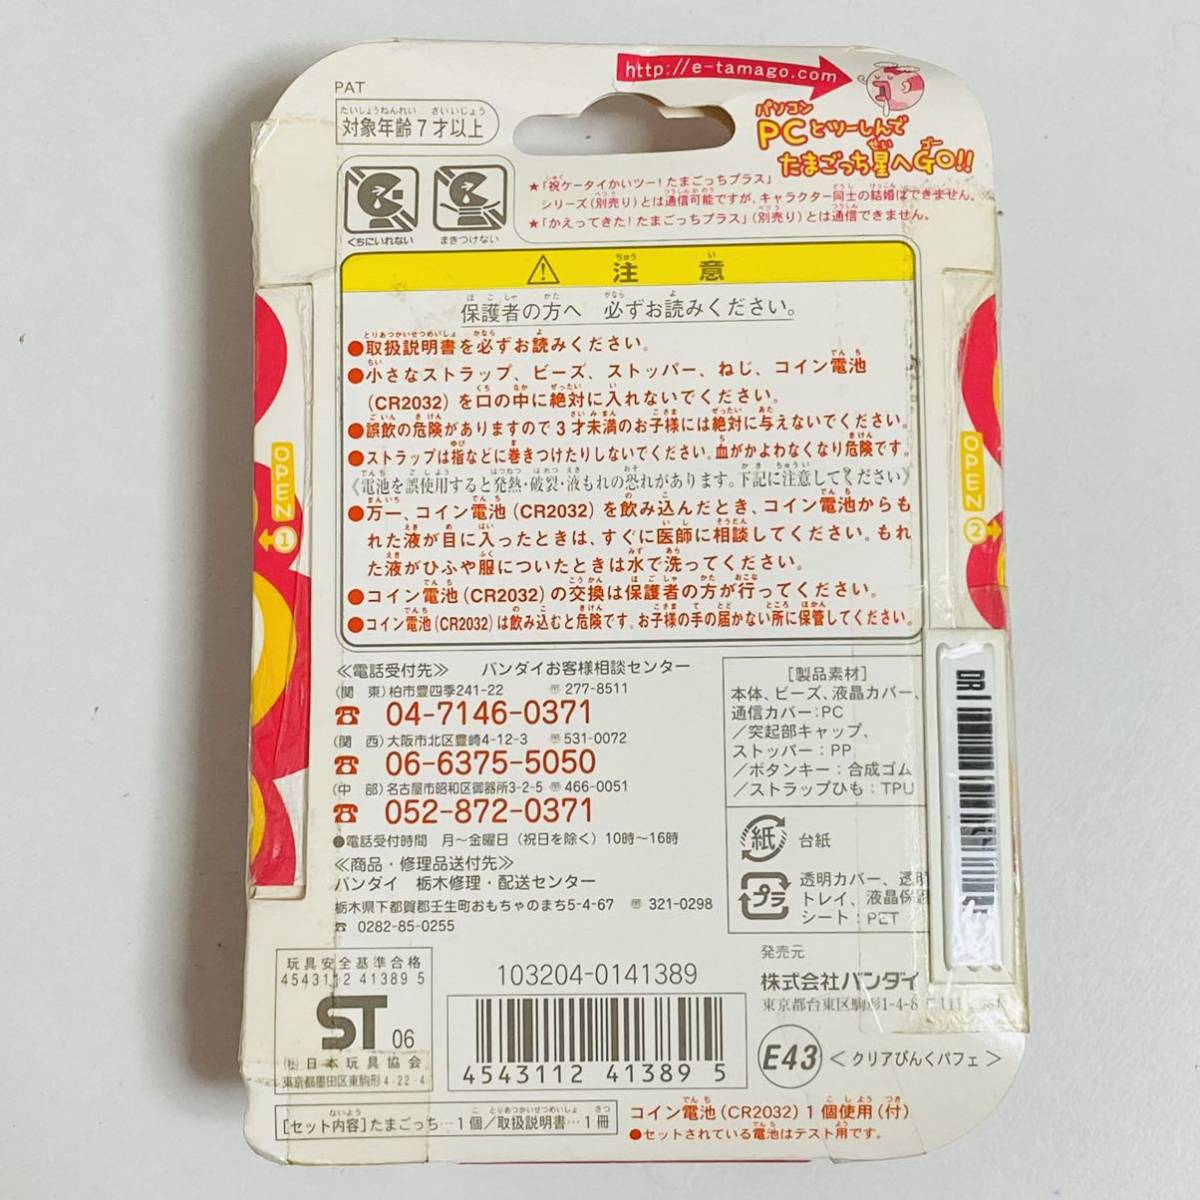 http://e-tamago.com
PAT
たいしょうねんれい さいいじょう
対象年齢7才以上
パソコン
PCとツーしんで
たまごっち星へGO!!
くちにいれない
まきつけない
★「祝ケータイかいツー!たまごっちプラス」
シリーズ(別売り)とは通信可能ですが、キャラクター同士の結婚はできません。
★「かえってきた!たまごっちプラス」(別売り)とは通信できません。
注意
保護者の方へ 必ずお読みください。
●取扱説明書を必ずお読みください。
●小さなストラップ、ビーズ、ストッパー、ねじ、コイン電池
(CR2032)を口の中に絶対に入れないでください。
●誤飲の危険がありますので3才未満のお子様には絶対に与えないでください。
●ストラップは指などに巻きつけたりしないでください。血がかよわなくなり危険です。
《電池を誤使用すると発熱・破裂・液もれの恐れがあります。下記に注意してください》
●万一、コイン電池(CR2032)を飲み込んだとき、コイン電池からも
れた液が目に入ったときは、すぐに医師に相談してください。もれ
た液がひふや服についたときは水で洗ってください。
●コイン電池(CR2032)の交換は保護者の方が行ってください。
●コイン電池(CR2032)は飲み込むと危険です。お子様の手の届かない所に保管してください。
OPEN
1
OPEN
2
≪電話受付先≫ バンダイお客様相談センター
(関 東)柏市豊四季241-22 〒277-8511
☎ 04-7146-0371
(関 西)大阪市北区豊崎4-12-3 〒531-0072
☎ 06-6375-5050
(中 部)名古屋市昭和区御器所3-2-5 〒466-0051
☎ 052-872-0371
●電話受付時間 月~金曜日(祝日を除く)10時~16時
≪商品・修理品送付先≫
バンダイ 栃木修理・配送センター
栃木県下都賀郡壬生町おもちゃのまち5-4-67 〒321-0298
☎ 0282-85-0255
[製品素材]
本体、ビーズ、液晶カバー、
通信カバー:PC
/突起部キャップ、
ストッパー:PP
/ボタンキー:合成ゴム
/ストラップひも:TPU
紙 台紙
プラ 透明カバー、透明
トレイ、液晶保護
シート:PET
玩具安全基準合格
4543112 41389 5
ST 06
(社)日本玩具協会
東京都墨田区東駒形4-22-4
103204-0141389
4543112 413895
発売元
株式会社バンダイ
東京都台東区駒形1-4-8
E43 <クリアぴんくパフェ>
[セット内容]たまごっち…1個/取扱説明書…1冊
コイン電池(CR2032)1個使用(付)
●セットされている電池はテスト用です。